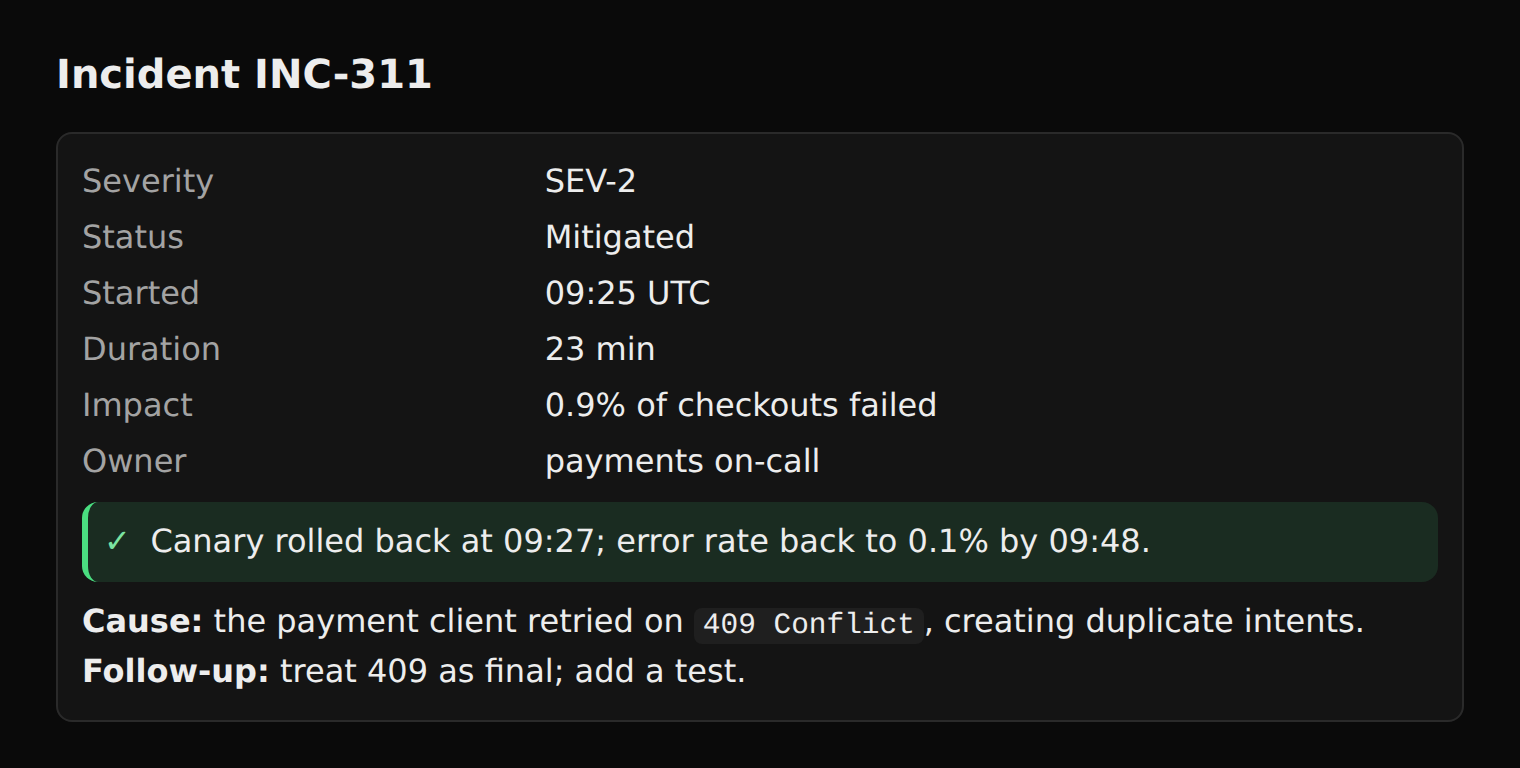 Incident INC-311
Severity SEV-2
Status Mitigated
Started 09:25 UTC
Duration 23 min
Impact 0.9% of checkouts failed
Owner payments on-call
✓ Canary rolled back at 09:27; error rate back to 0.1% by 09:48.
Cause: the payment client retried on 409 Conflict, creating duplicate intents.
Follow-up: treat 409 as final; add a test.